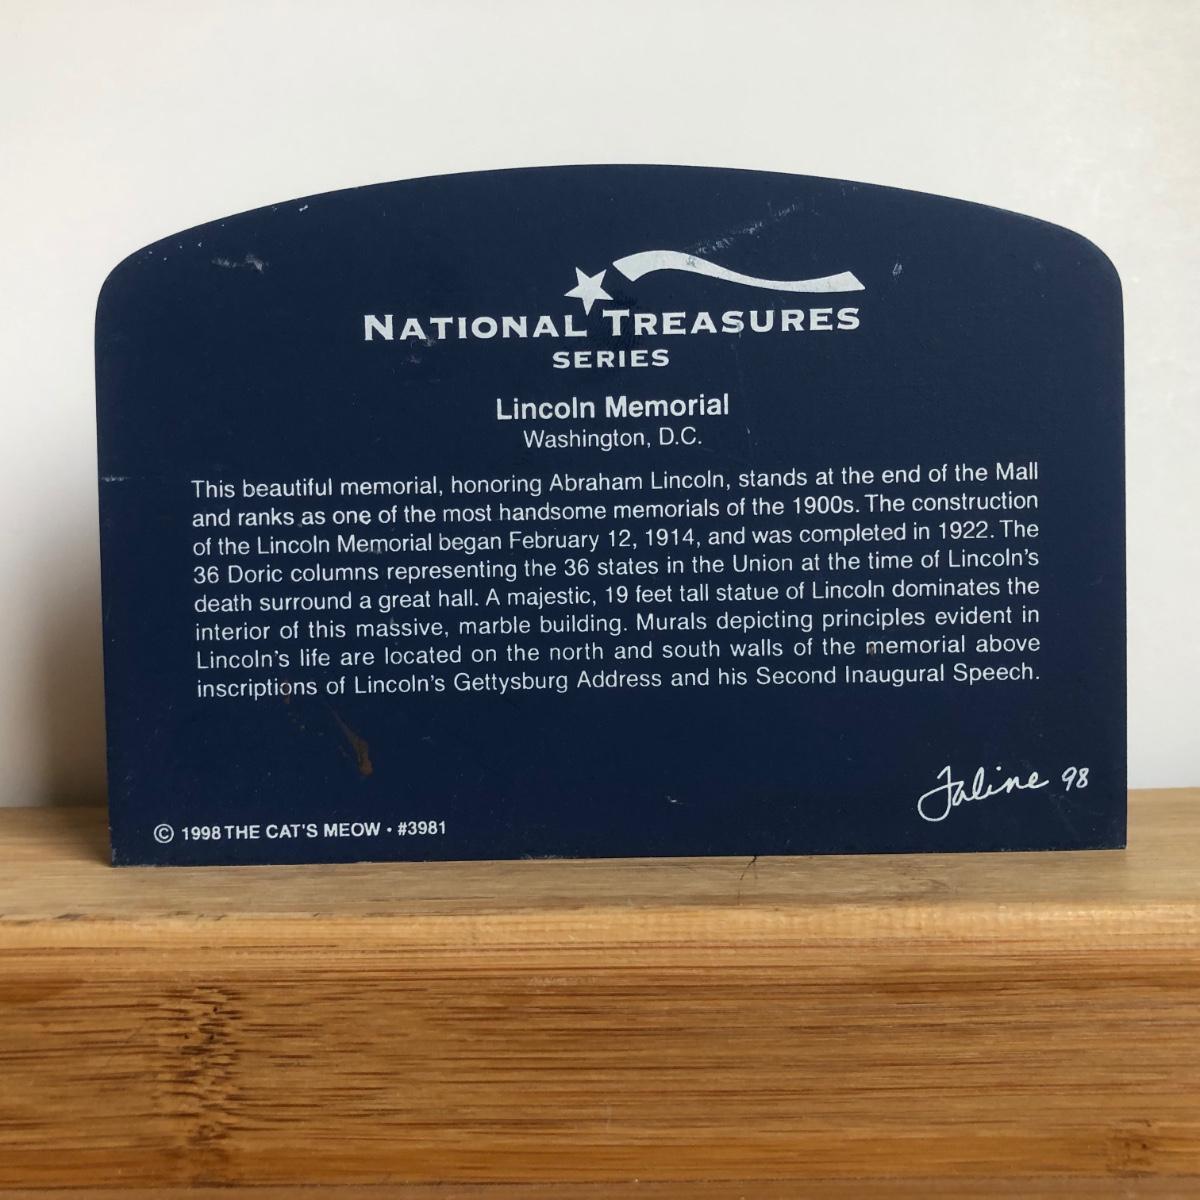 NATIONAL TREASURES
SERIES
Lincoln Memorial
Washington, D.C.
This beautiful memorial, honoring Abraham Lincoln, stands at the end of the Mall
and ranks as one of the most handsome memorials of the 1900s. The construction
of the Lincoln Memorial began February 12, 1914, and was completed in 1922. The
36 Doric columns representing the 36 states in the Union at the time of Lincoln's
death surround a great hall. A majestic, 19 feet tall statue of Lincoln dominates the
interior of this massive, marble building. Murals depicting principles evident in
Lincoln's life are located on the north and south walls of the memorial above
inscriptions of Lincoln's Gettysburg Address and his Second Inaugural Speech.
Faline 98
© 1998 THE CAT'S MEOW • #3981